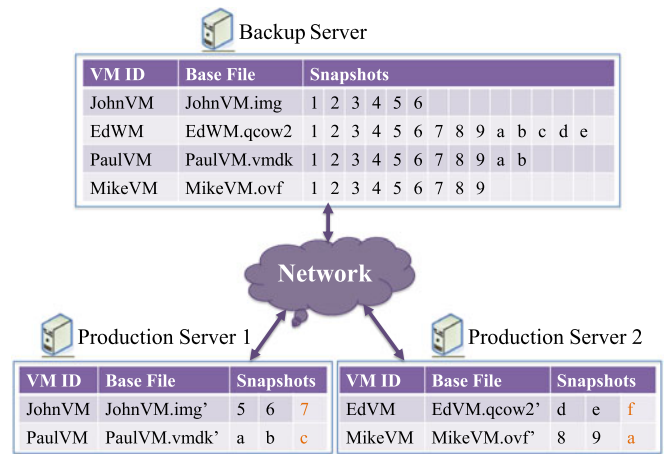 Backup Server
VM ID Base File Snapshots
JohnVM JohnVM.img 1 2 3 4 5 6
EdWM EdWM.qcow2 1 2 3 4 5 6 7 8 9 a b c d e
PaulVM PaulVM.vmdk 1 2 3 4 5 6 7 8 9 a b
MikeVM MikeVM.ovf 1 2 3 4 5 6 7 8 9
Network
Production Server 1
VM ID Base File Snapshots
JohnVM JohnVM.img’ 5 6 7
PaulVM PaulVM.vmdk’ a b c
Production Server 2
VM ID Base File Snapshots
EdVM EdVM.qcow2’ d e f
MikeVM MikeVM.ovf’ 8 9 a